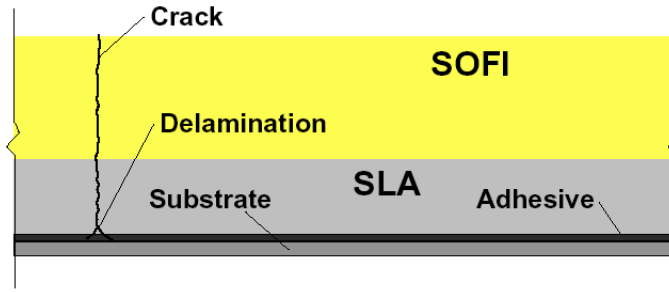 Crack
SOFI
Delamination
SLA
Substrate
Adhesive